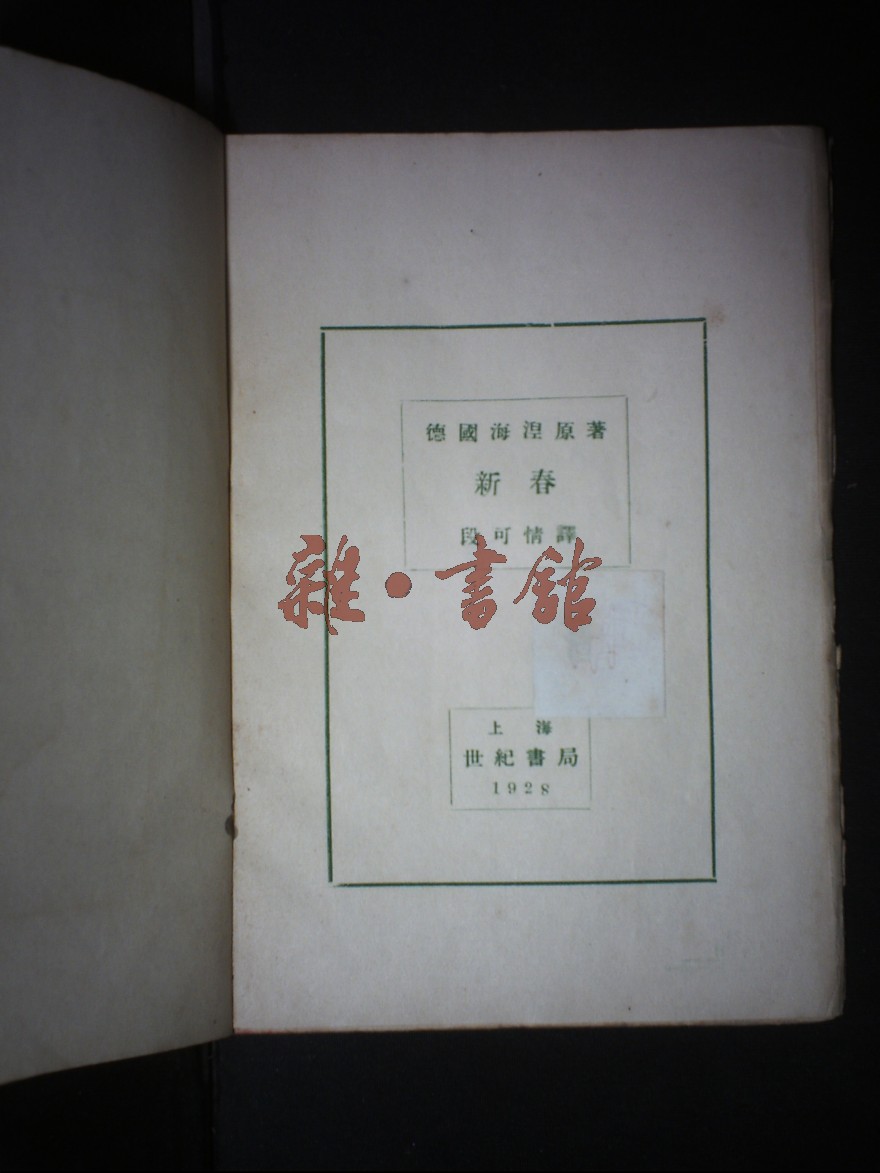 德國海涅原著
新春
段可情譯
雜·書館
上海
世紀書局
1928